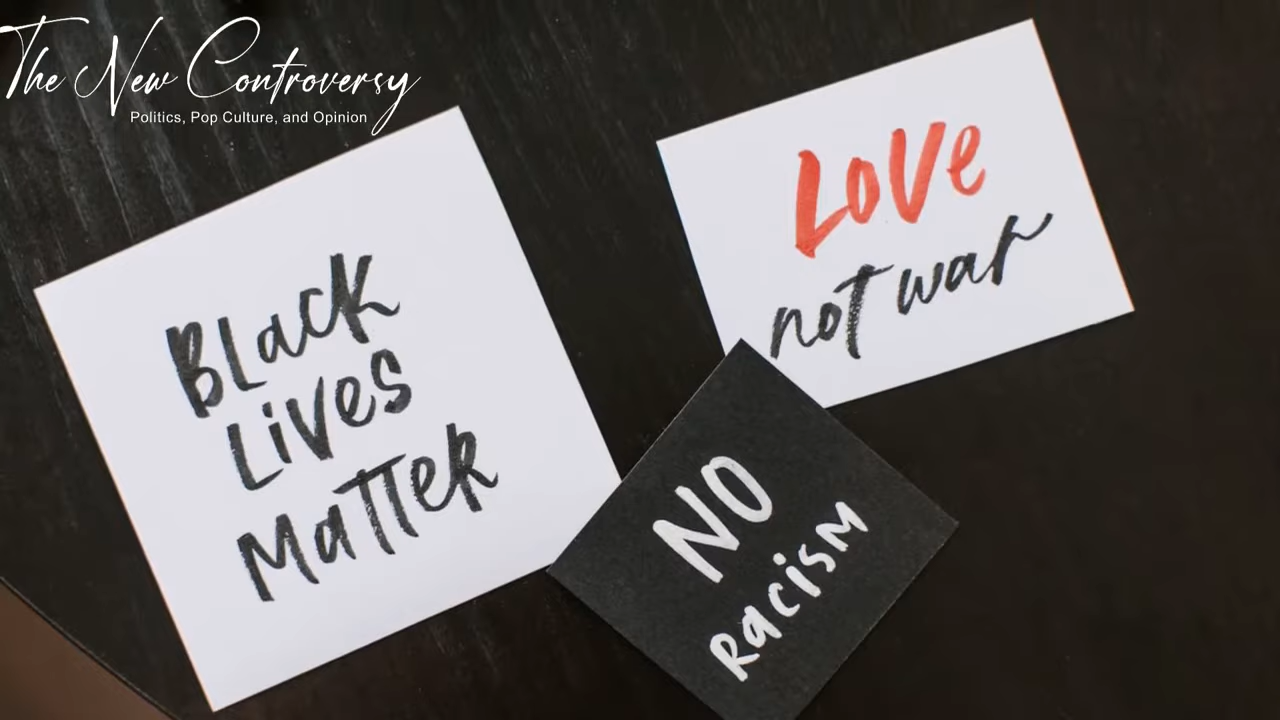 The New Controversy
Politics, Pop Culture, and Opinion
Black
Lives
Matter
Love
not war
NO
Racism